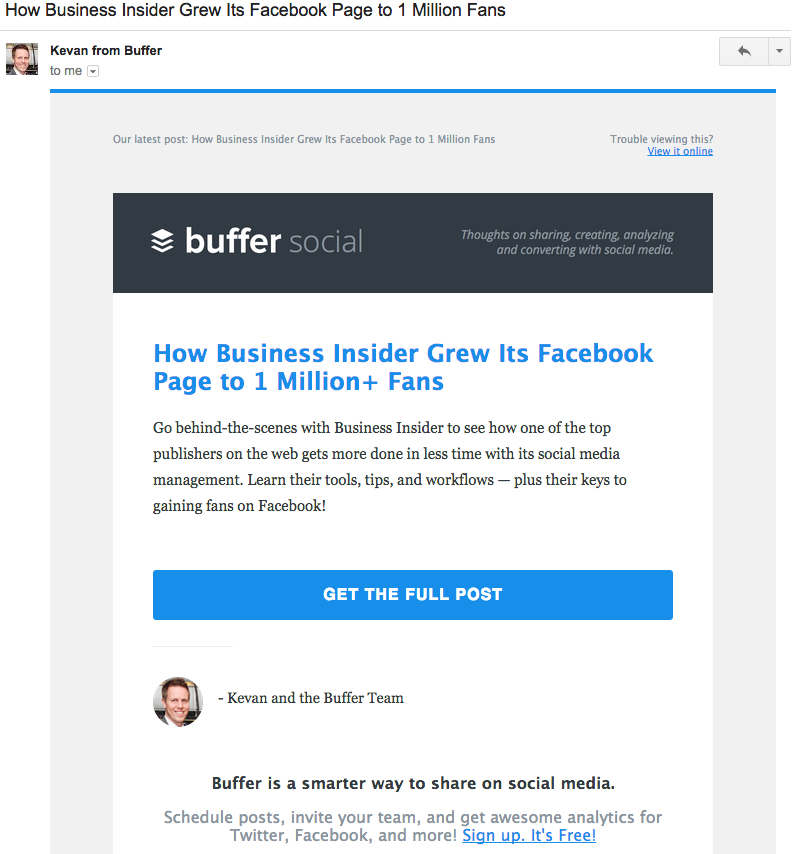 How Business Insider Grew Its Facebook Page to 1 Million Fans
Kevan from Buffer
to me
Our latest post: How Business Insider Grew Its Facebook Page to 1 Million Fans
Trouble viewing this?
View it online
buffer social
Thoughts on sharing, creating, analyzing
and converting with social media.
How Business Insider Grew Its Facebook
Page to 1 Million+ Fans
Go behind-the-scenes with Business Insider to see how one of the top
publishers on the web gets more done in less time with its social media
management. Learn their tools, tips, and workflows — plus their keys to
gaining fans on Facebook!
GET THE FULL POST
- Kevan and the Buffer Team
Buffer is a smarter way to share on social media.
Schedule posts, invite your team, and get awesome analytics for
Twitter, Facebook, and more! Sign up. It's Free!